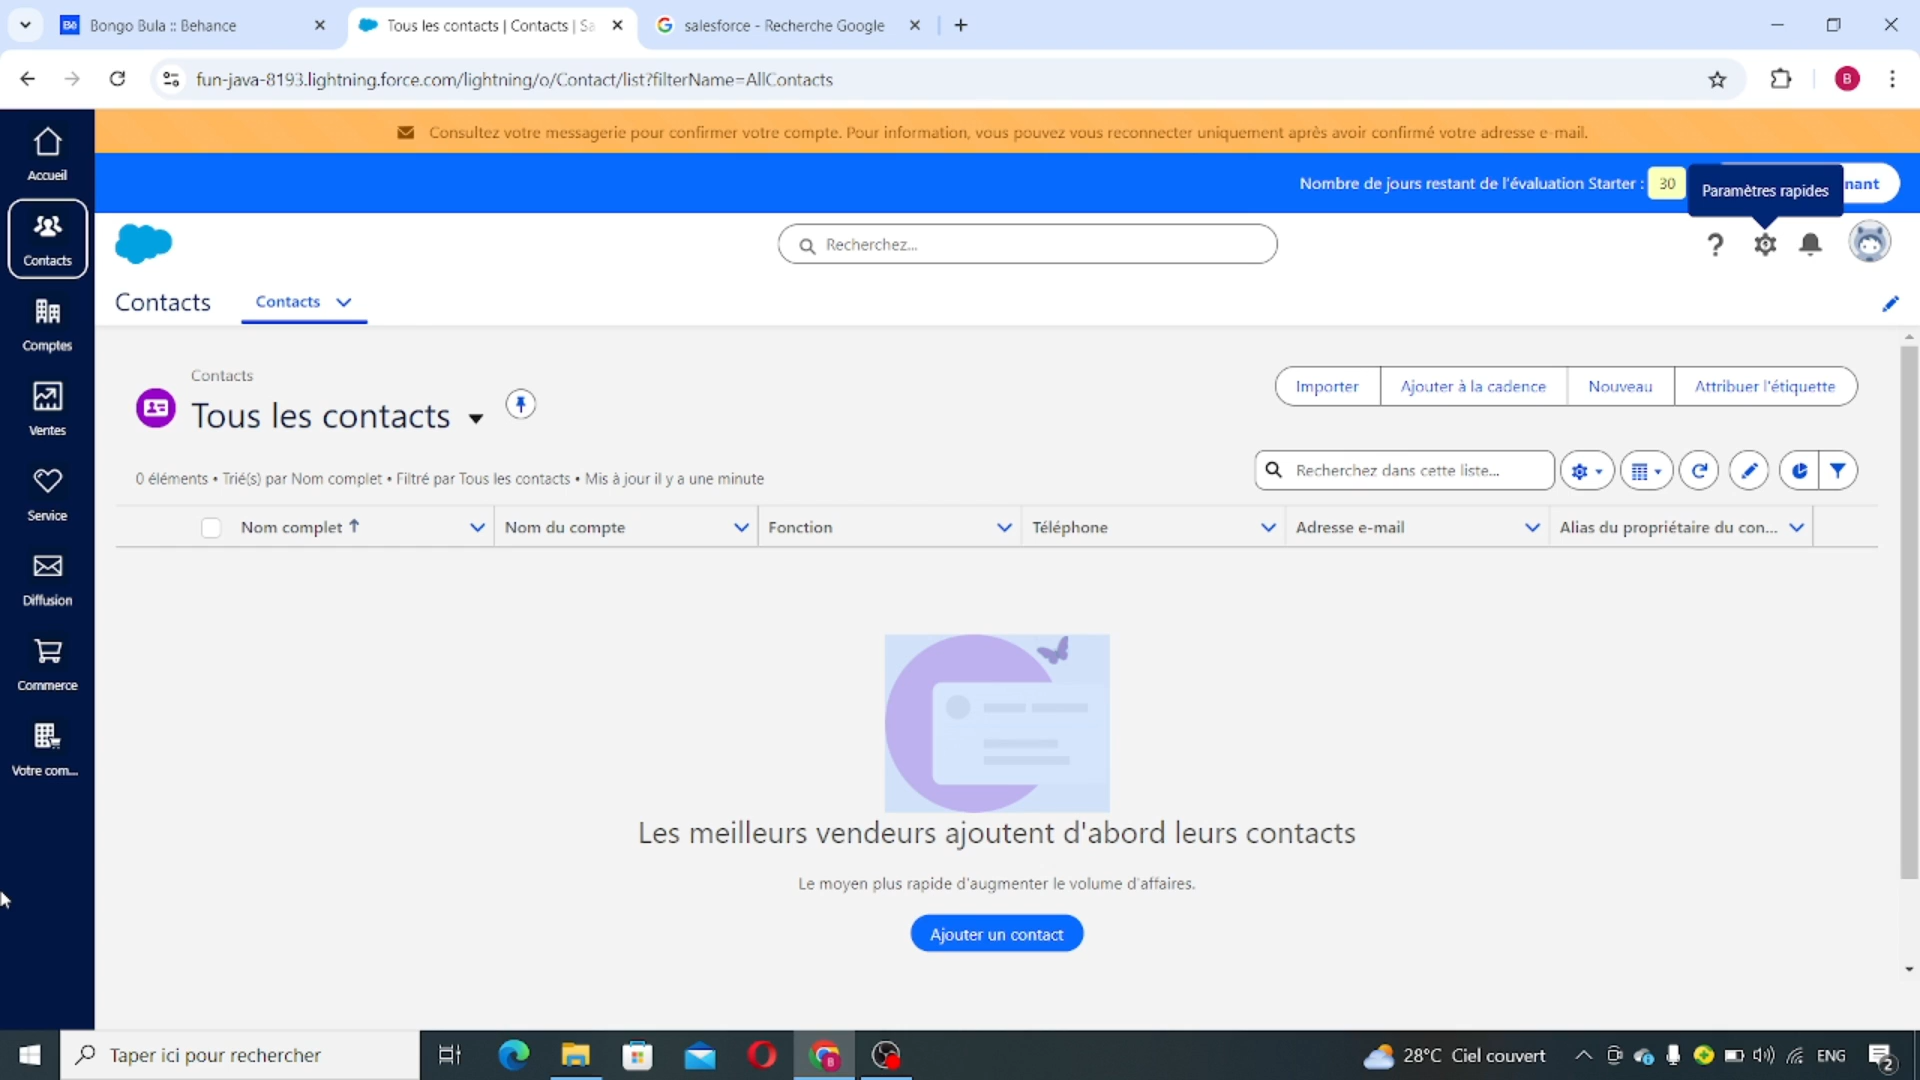 Bongo Bula :: Behance
Tous les contacts | Contacts | Sa
salesforce - Recherche Google
fun-java-8193.lightning.force.com/lightning/o/Contact/list?filterName=AllContacts
B
Consultez votre messagerie pour confirmer votre compte. Pour information, vous pouvez vous reconnecter uniquement après avoir confirmé votre adresse e-mail.
Nombre de jours restant de l'évaluation Starter : 30
nant
Paramètres rapides
Accueil
Contacts
Comptes
Ventes
Service
Diffusion
Commerce
Votre com...
Recherchez...
Contacts
Contacts
Contacts
Tous les contacts
Importer
Ajouter à la cadence
Nouveau
Attribuer l'étiquette
0 éléments • Trié(s) par Nom complet • Filtré par Tous les contacts • Mis à jour il y a une minute
Recherchez dans cette liste...
Nom complet ↑
Nom du compte
Fonction
Téléphone
Adresse e-mail
Alias du propriétaire du con...
Les meilleurs vendeurs ajoutent d'abord leurs contacts
Le moyen plus rapide d'augmenter le volume d'affaires.
Ajouter un contact
Taper ici pour rechercher
28°C Ciel couvert
ENG
2